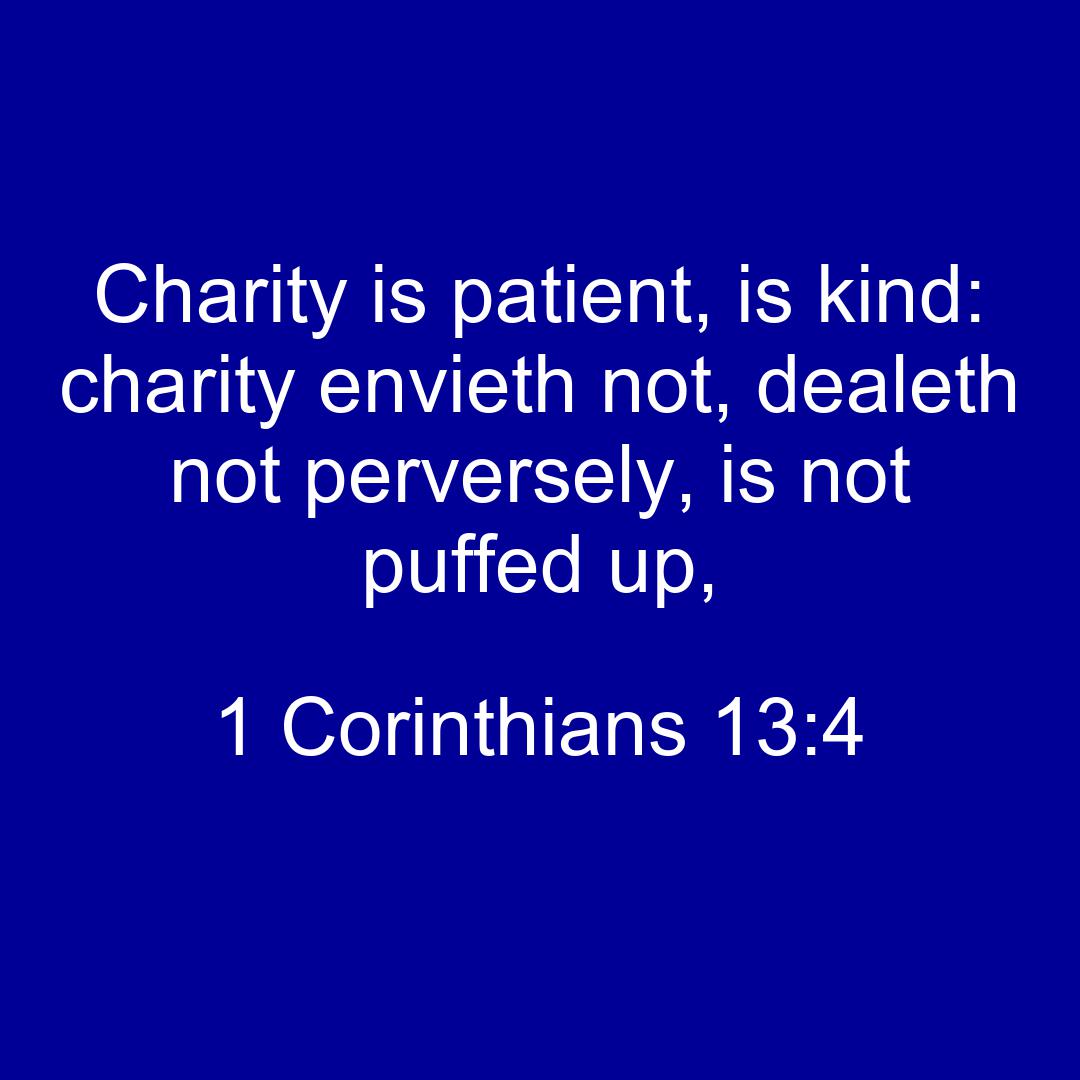 Charity is patient, is kind:
charity envieth not, dealeth
not perversely, is not
puffed up,
1 Corinthians 13:4